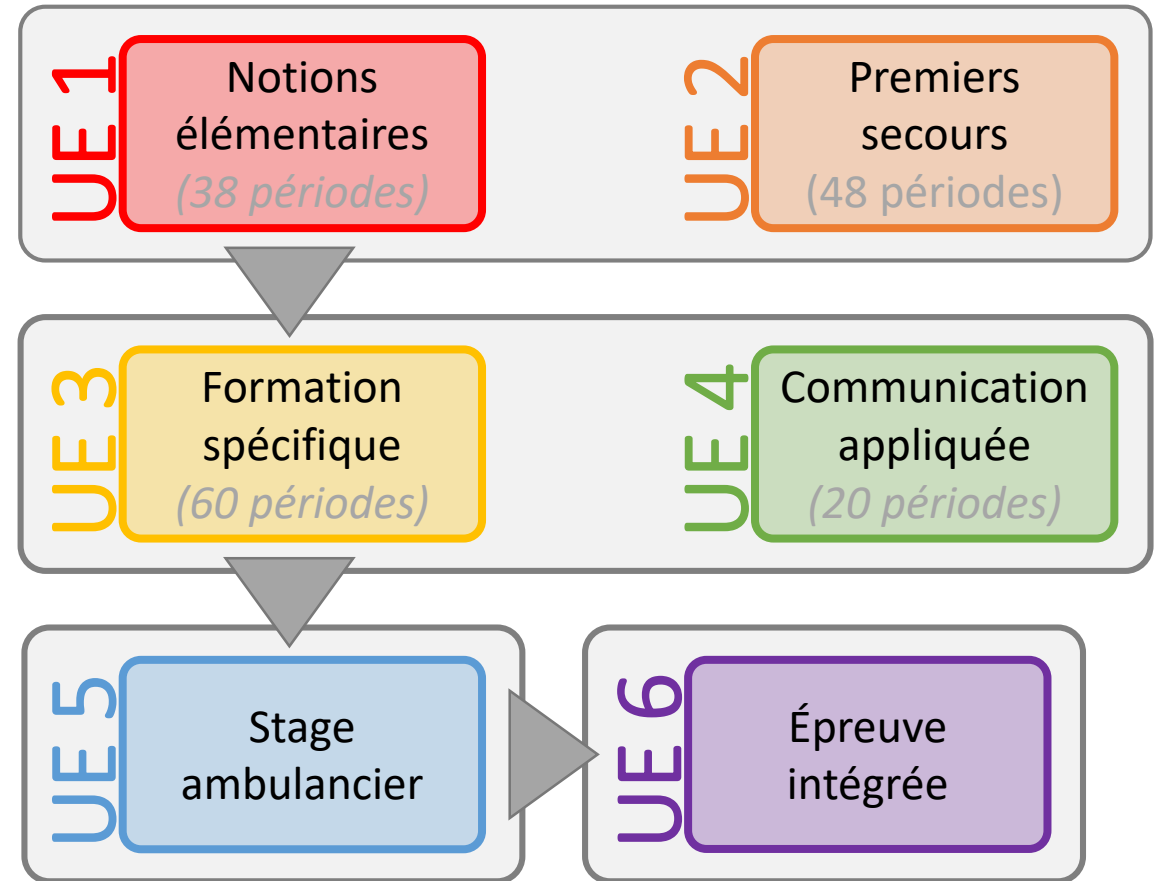 UE 1
Notions
élémentaires
(38 périodes)
UE 2
Premiers
secours
(48 périodes)
UE 3
Formation
spécifique
(60 périodes)
UE 4
Communication
appliquée
(20 périodes)
UE 5
Stage
ambulancier
UE 6
Épreuve
intégrée